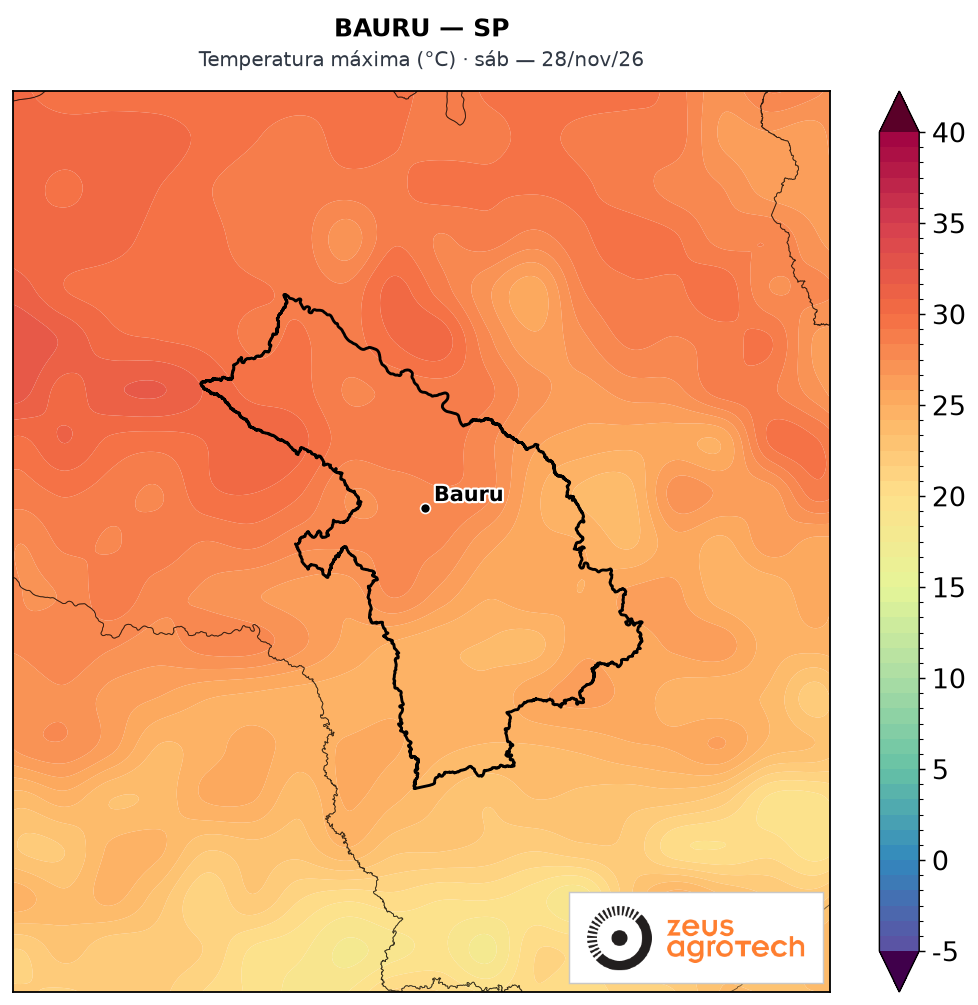 BAURU — SP
Temperatura máxima (°C) · sáb — 28/nov/26
40
35
30
25
20
15
10
5
0
-5
Bauru
zeus
agrotech